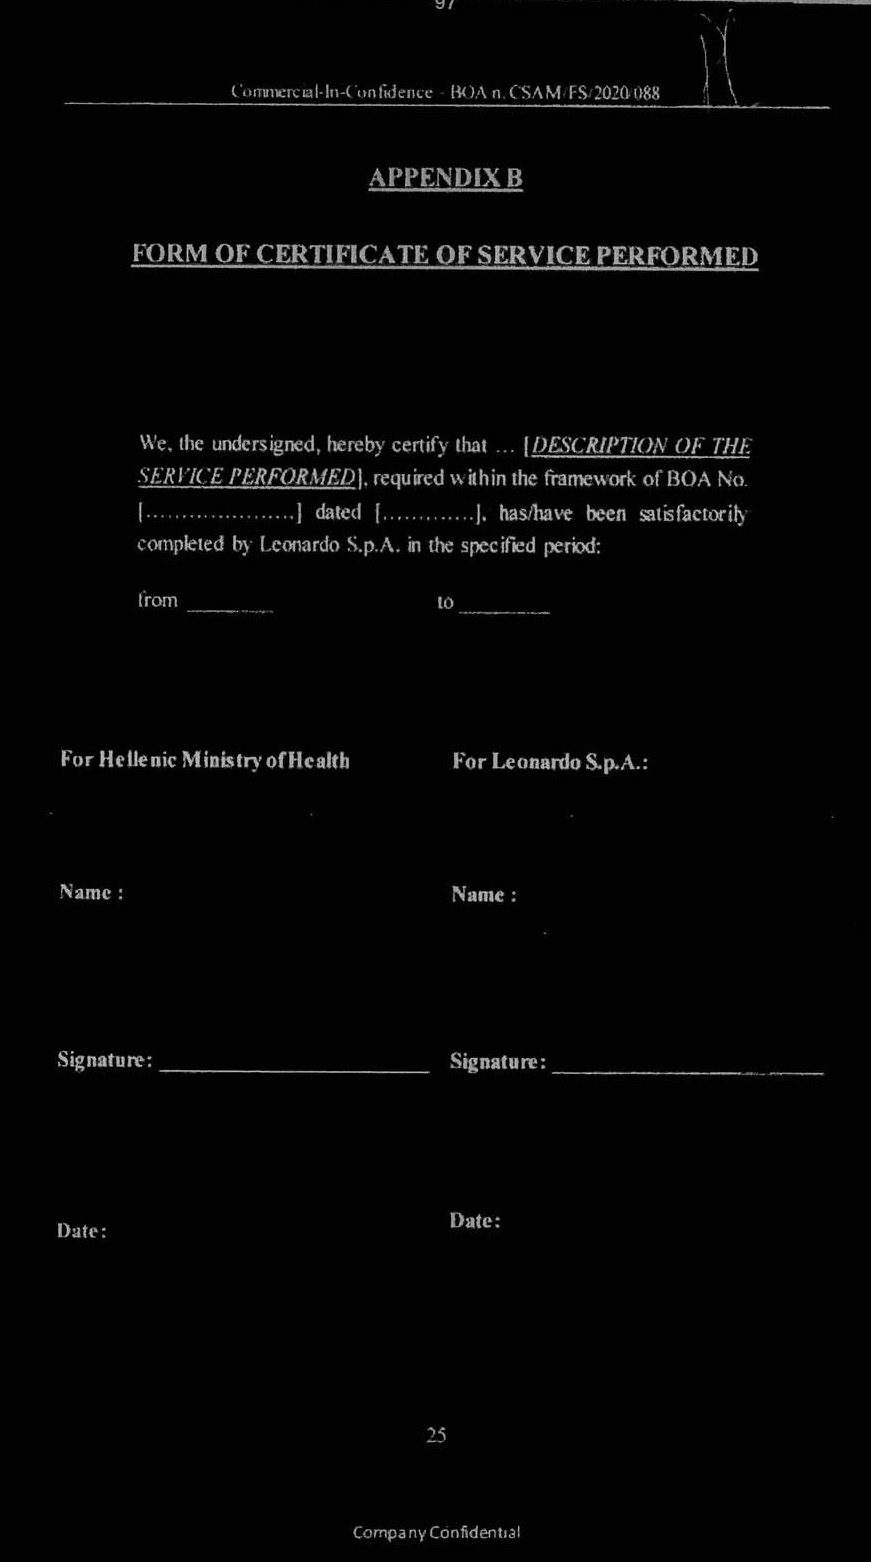 97
Commercial-In-Confidence - BOA n. CSAM/FS/2020/088
APPENDIX B
FORM OF CERTIFICATE OF SERVICE PERFORMED
We, the undersigned, hereby certify that ... [DESCRIPTION OF THE
SERVICE PERFORMED], required within the framework of BOA No.
[.....................] dated [.............], has/have been satisfactorily
completed by Leonardo S.p.A. in the specified period:
from ________ to ________
For Hellenic Ministry of Health For Leonardo S.p.A.:
Name : Name :
Signature: ____________________ Signature: ____________________
Date: Date:
25
Company Confidential